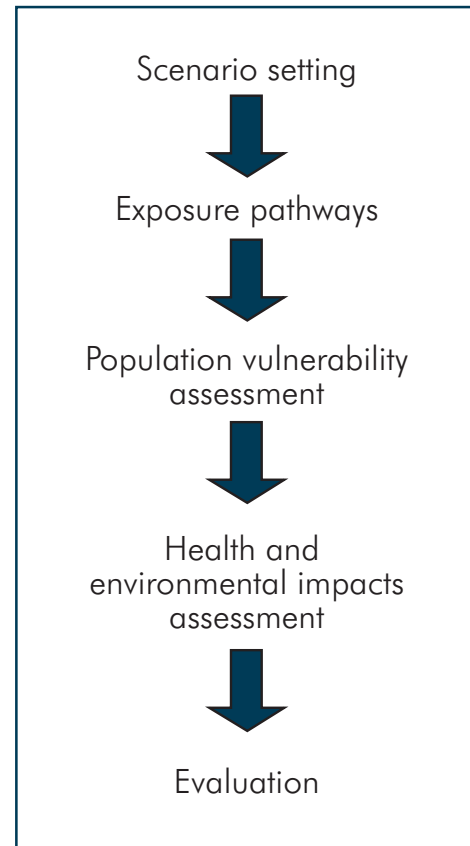 Scenario setting
Exposure pathways
Population vulnerability
assessment
Health and
environmental impacts
assessment
Evaluation